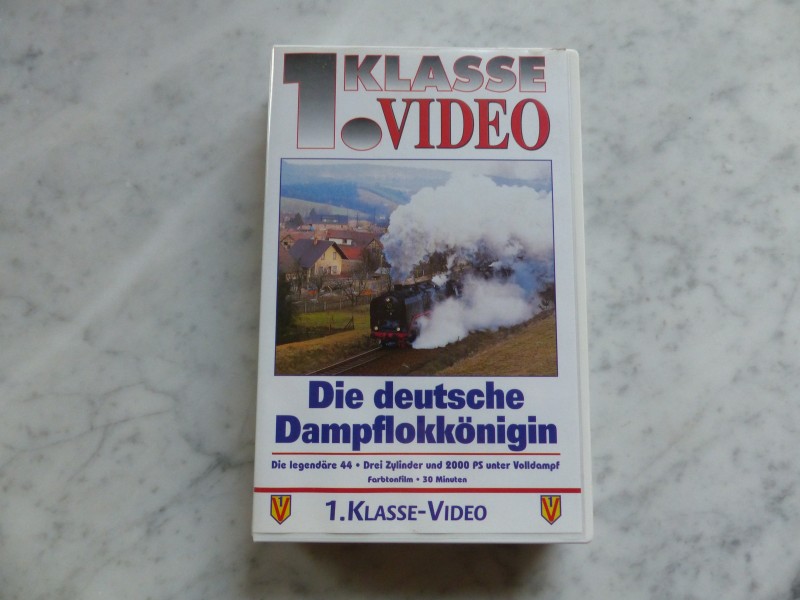 1. KLASSE
VIDEO
Die deutsche
Dampflokkönigin
Die legendäre 44 • Drei Zylinder und 2000 PS unter Volldampf
Farbtonfilm • 30 Minuten
1.KLASSE-VIDEO